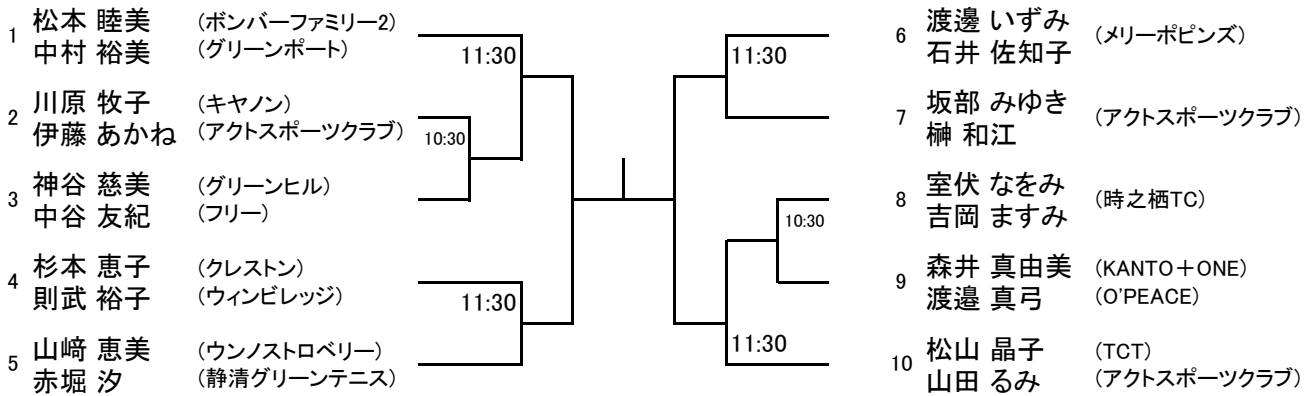 1 松本 睦美 (ボンバーファミリー2)
中村 裕美 (グリーンポート)
11:30
2 川原 牧子 (キヤノン)
伊藤 あかね (アクトスポーツクラブ)
10:30
3 神谷 慈美 (グリーンヒル)
中谷 友紀 (フリー)
4 杉本 恵子 (クレストン)
則武 裕子 (ウィンビレッジ)
11:30
5 山﨑 恵美 (ウンノストロベリー)
赤堀 汐 (静清グリーンテニス)
6 渡邊 いずみ (メリーポピンズ)
石井 佐知子
11:30
7 坂部 みゆき (アクトスポーツクラブ)
榊 和江
8 室伏 なをみ (時之栖TC)
吉岡 ますみ
10:30
9 森井 真由美 (KANTO+ONE)
渡邉 真弓 (O'PEACE)
11:30
10 松山 晶子 (TCT)
山田 るみ (アクトスポーツクラブ)